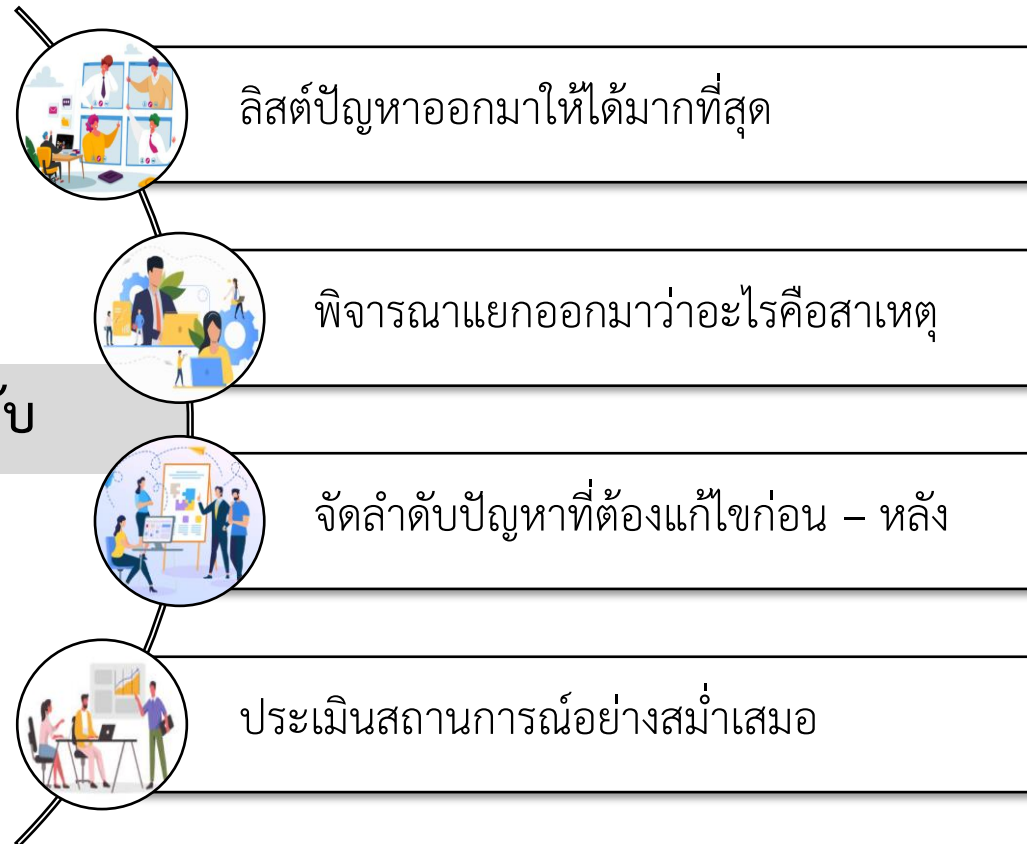 ลิสต์ปัญหาออกมาให้ได้มากที่สุด
พิจารณาแยกออกมาว่าอะไรคือสาเหตุ
จัดลำดับปัญหาที่ต้องแก้ไขก่อน – หลัง
ประเมินสถานการณ์อย่างสม่ำเสมอ